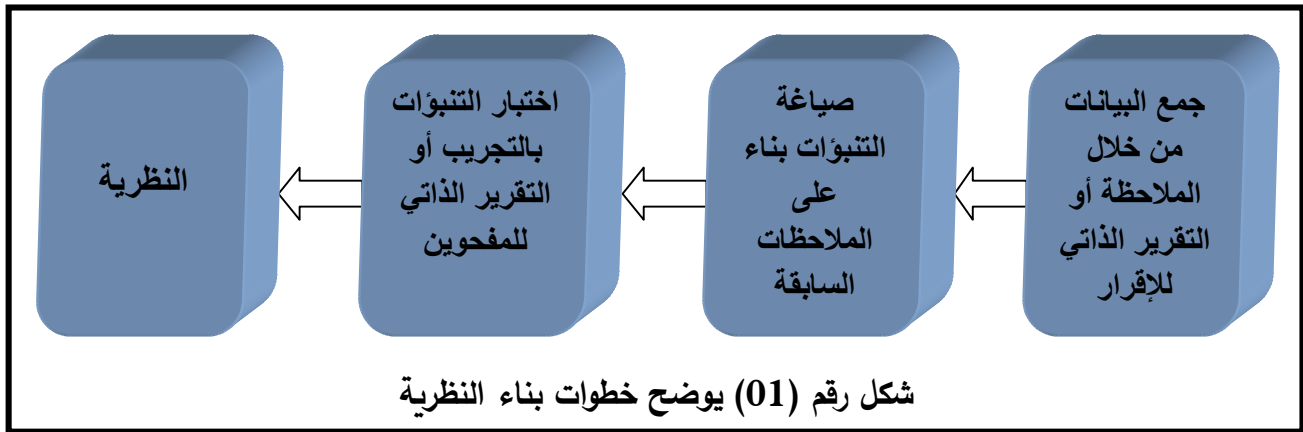 جمع البيانات
من خلال
الملاحظة أو
التقرير الذاتي
للإقرار
صياغة
التنبؤات بناء
على
الملاحظات
السابقة
اختبار التنبؤات
بالتجريب أو
التقرير الذاتي
للمفحوين
النظرية
شكل رقم (01) يوضح خطوات بناء النظرية